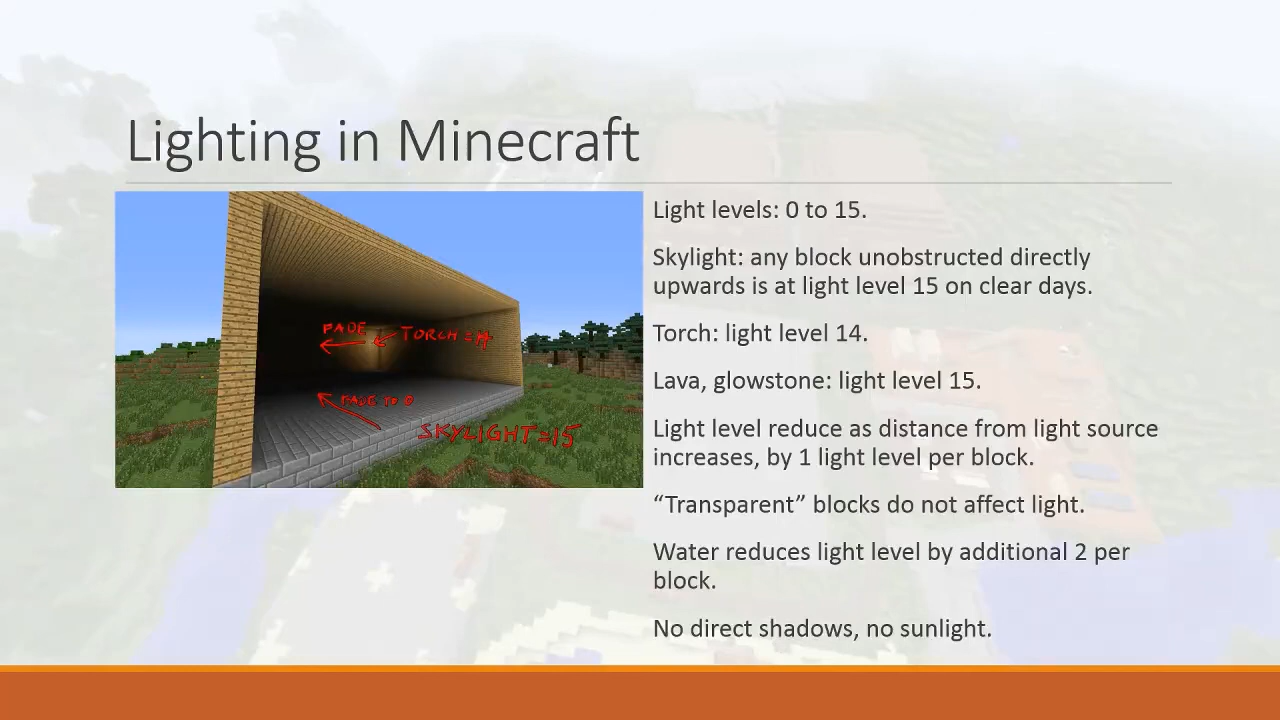 Lighting in Minecraft
FADE
TORCH = 14
FADE TO 0
SKYLIGHT=15
Light levels: 0 to 15.
Skylight: any block unobstructed directly
upwards is at light level 15 on clear days.
Torch: light level 14.
Lava, glowstone: light level 15.
Light level reduce as distance from light source
increases, by 1 light level per block.
“Transparent” blocks do not affect light.
Water reduces light level by additional 2 per
block.
No direct shadows, no sunlight.